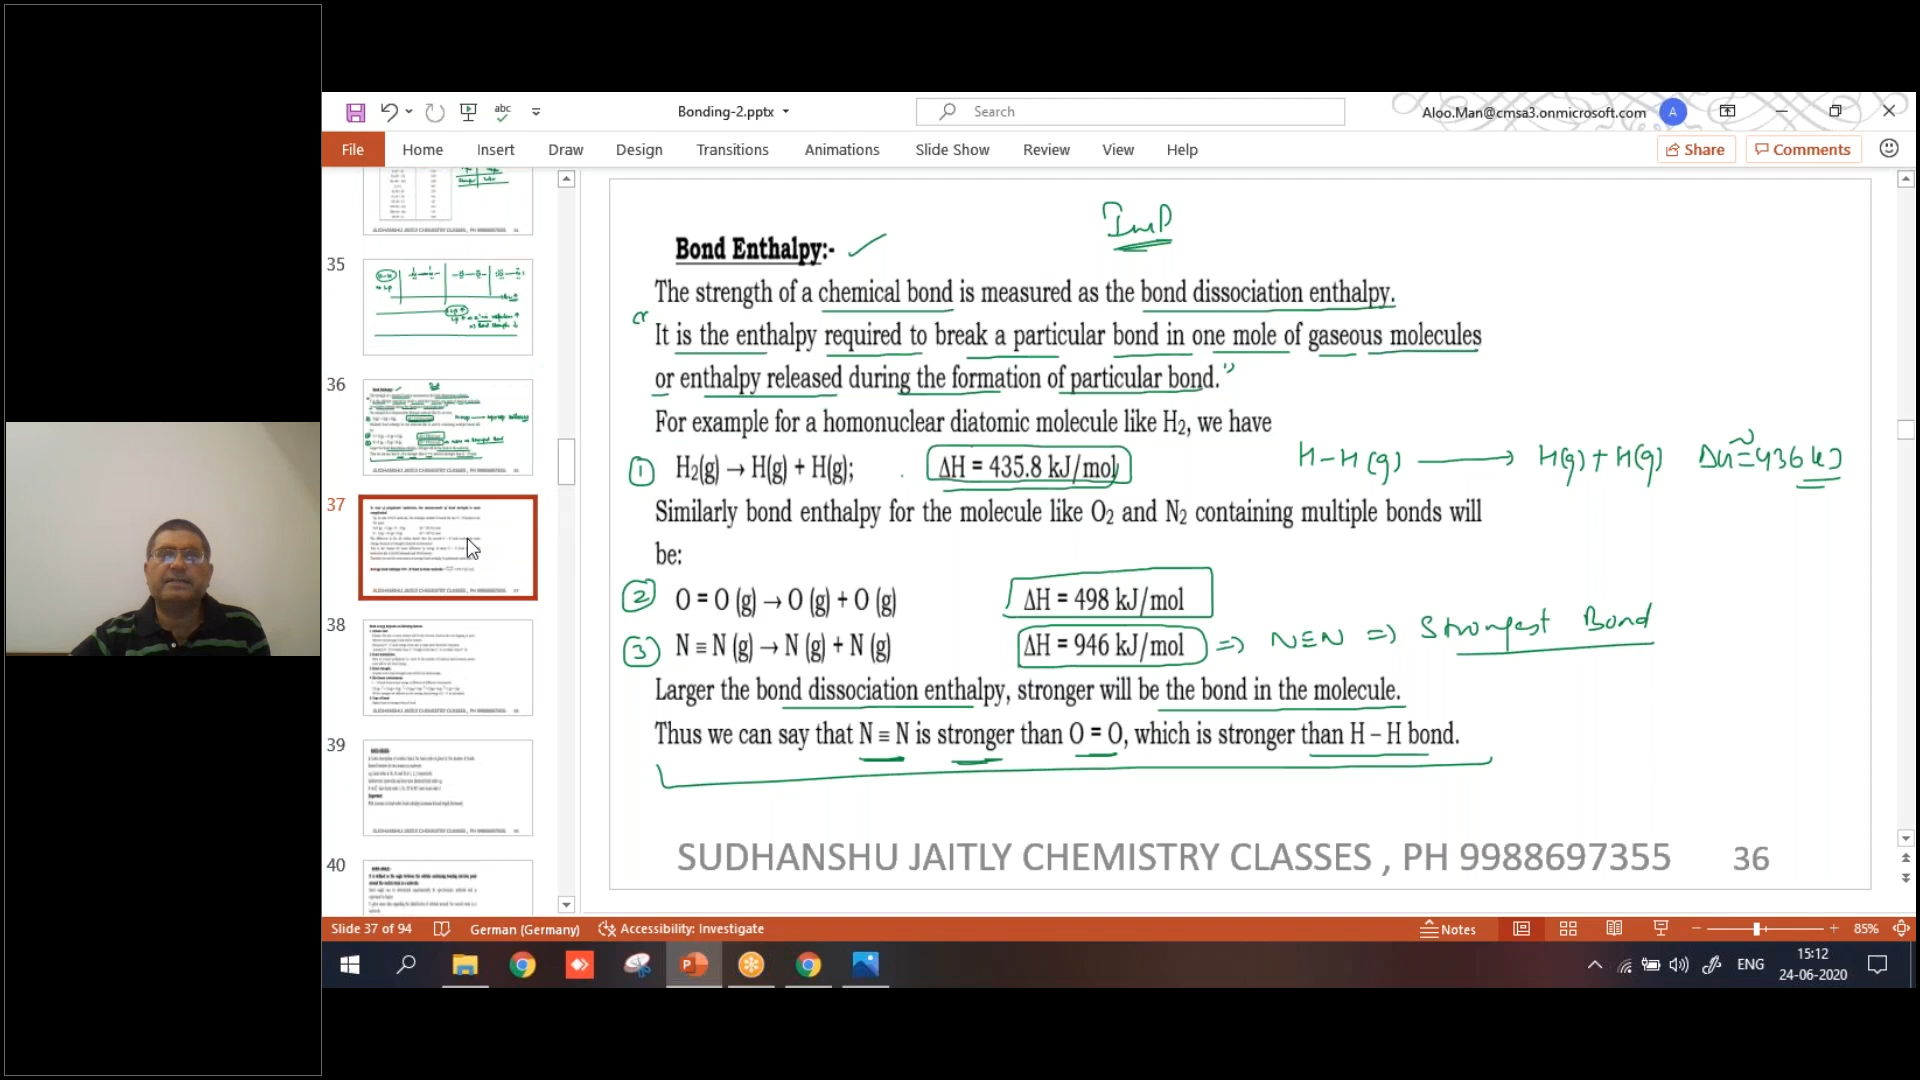 Bonding-2.pptx
Search
Aloo.Man@cmsa3.onmicrosoft.com
A
File Home Insert Draw Design Transitions Animations Slide Show Review View Help
Share
Comments
35
36
37
38
39
40
Imp
Bond Enthalpy:-
The strength of a chemical bond is measured as the bond dissociation enthalpy.
It is the enthalpy required to break a particular bond in one mole of gaseous molecules
or enthalpy released during the formation of particular bond.
For example for a homonuclear diatomic molecule like H₂, we have
① H₂(g) → H(g) + H(g); ΔH = 435.8 kJ/mol
H-H(g) → H(g) + H(g) ΔH ≃ 436 kJ
Similarly bond enthalpy for the molecule like O₂ and N₂ containing multiple bonds will
be:
② O = O (g) → O (g) + O (g) ΔH = 498 kJ/mol
③ N ≡ N (g) → N (g) + N (g) ΔH = 946 kJ/mol ⇒ N≡N ⇒ Strongest Bond
Larger the bond dissociation enthalpy, stronger will be the bond in the molecule.
Thus we can say that N ≡ N is stronger than O = O, which is stronger than H – H bond.
SUDHANSHU JAITLY CHEMISTRY CLASSES , PH 9988697355 36
Slide 37 of 94 German (Germany) Accessibility: Investigate Notes 85%
ENG
15:12
24-06-2020